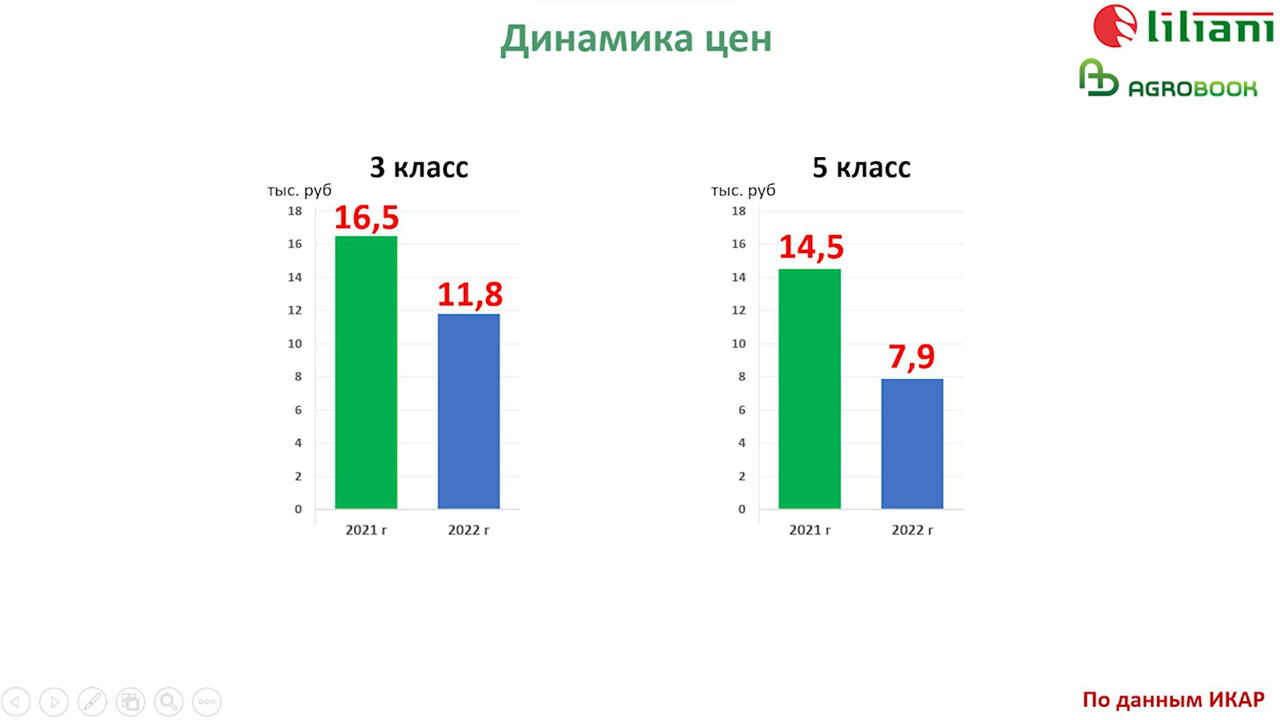 Динамика цен
liliani
AGROBOOK
3 класс
тыс. руб
18
16
14
12
10
8
6
4
2
0
16,5
11,8
2021 г
2022 г
5 класс
тыс. руб
18
16
14
12
10
8
6
4
2
0
14,5
7,9
2021 г
2022 г
По данным ИКАР